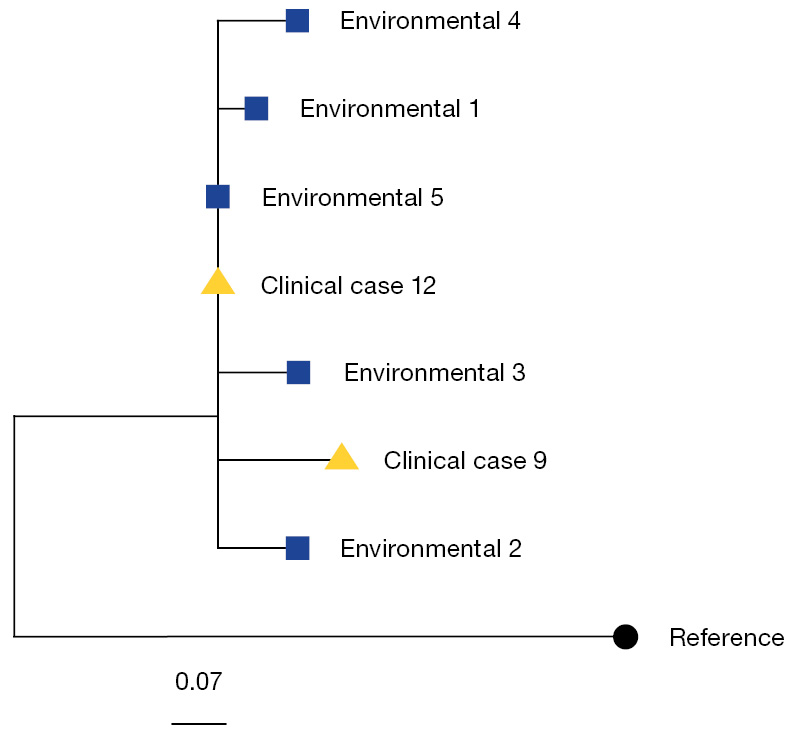 Environmental 4
Environmental 1
Environmental 5
Clinical case 12
Environmental 3
Clinical case 9
Environmental 2
Reference
0.07